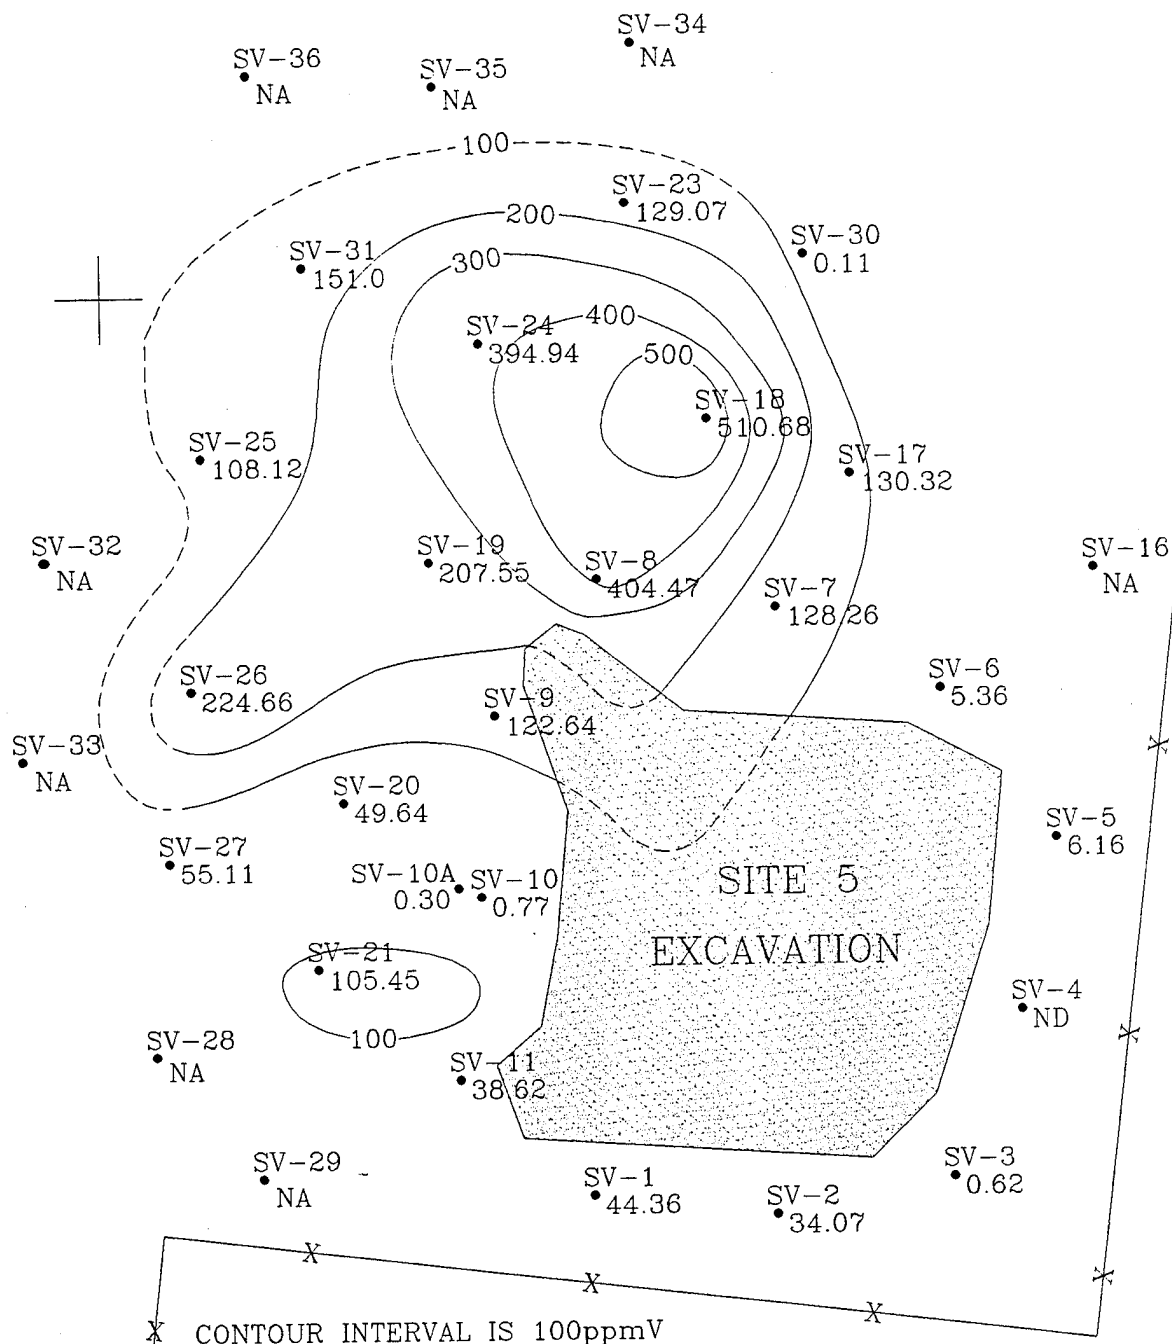 SV-34
NA
SV-36
NA
SV-35
NA
100
SV-23
129.07
200
SV-30
0.11
SV-31
151.0
300
SV-24
394.94
400
500
SV-18
510.68
SV-25
108.12
SV-17
130.32
SV-32
NA
SV-19
207.55
SV-8
404.47
SV-16
NA
SV-7
128.26
SV-26
224.66
SV-9
122.64
SV-6
5.36
SV-33
NA
SV-20
49.64
SV-5
6.16
SV-27
55.11
SV-10A
0.30
SV-10
0.77
SITE 5
EXCAVATION
SV-21
105.45
100
SV-4
ND
SV-28
NA
SV-11
38.62
SV-29
NA
SV-1
44.36
SV-2
34.07
SV-3
0.62
X
X
X
X
X
X
X
CONTOUR INTERVAL IS 100ppmV